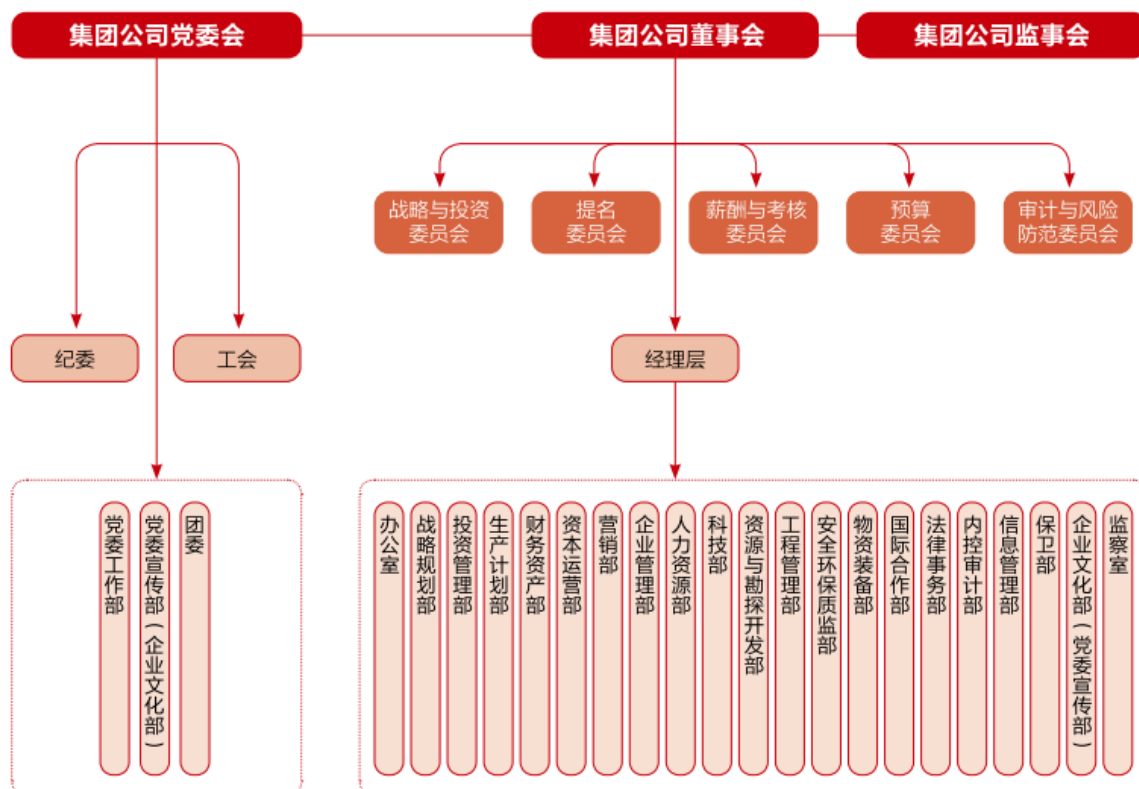 集团公司党委会
集团公司董事会
集团公司监事会
战略与投资
委员会
提名
委员会
薪酬与考核
委员会
预算
委员会
审计与风险
防范委员会
纪委
工会
经理层
党委工作部
党委宣传部(企业文化部)
团委
办公室
战略规划部
投资管理部
生产计划部
财务资产部
资本运营部
营销部
企业管理部
人力资源部
科技部
资源与勘探开发部
工程管理部
安全环保质监部
物资装备部
国际合作部
法律事务部
内控审计部
信息管理部
保卫部
企业文化部(党委宣传部)
监察室